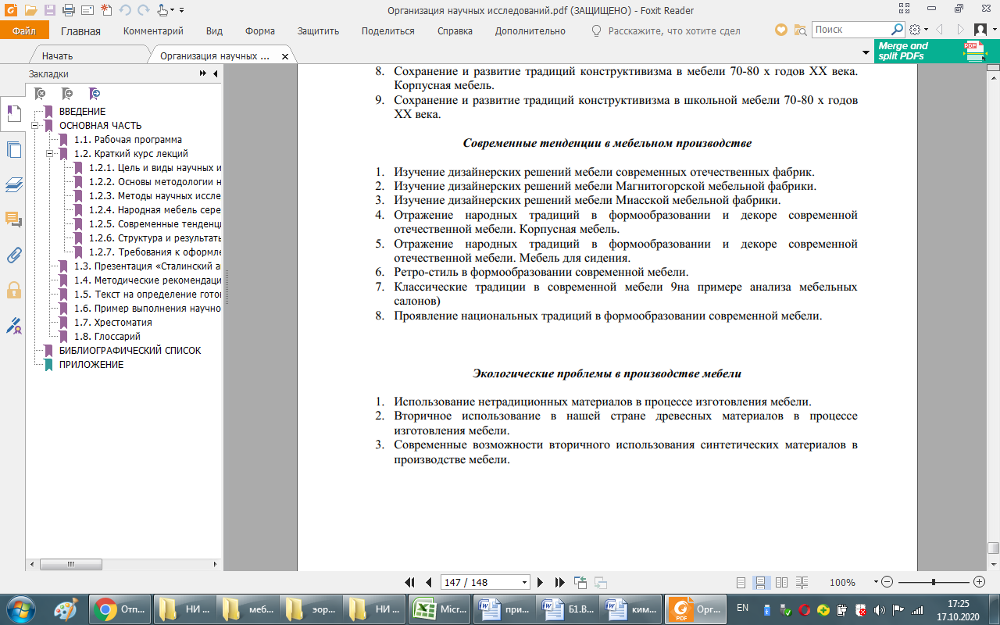 Организация научных исследований.pdf (ЗАЩИЩЕНО) - Foxit Reader
Файл Главная Комментарий Вид Форма Защитить Поделиться Справка Дополнительно Расскажите, что хотите сдел Поиск
Начать Организация научных ... Merge and
split PDFs
PDF
Закладки
ВВЕДЕНИЕ
ОСНОВНАЯ ЧАСТЬ
1.1. Рабочая программа
1.2. Краткий курс лекций
1.2.1. Цель и виды научных и
1.2.2. Основы методологии н
1.2.3. Методы научных иссле
1.2.4. Народная мебель сере
1.2.5. Современные тенденц
1.2.6. Структура и результать
1.2.7. Требования к оформле
1.3. Презентация «Сталинский а
1.4. Методические рекомендаци
1.5. Текст на определение гото
1.6. Пример выполнения научно
1.7. Хрестоматия
1.8. Глоссарий
БИБЛИОГРАФИЧЕСКИЙ СПИСОК
ПРИЛОЖЕНИЕ
8. Сохранение и развитие традиций конструктивизма в мебели 70-80 х годов XX века.
Корпусная мебель.
9. Сохранение и развитие традиций конструктивизма в школьной мебели 70-80 х годов
XX века.
Современные тенденции в мебельном производстве
1. Изучение дизайнерских решений мебели современных отечественных фабрик.
2. Изучение дизайнерских решений мебели Магнитогорской мебельной фабрики.
3. Изучение дизайнерских решений мебели Миасской мебельной фабрики.
4. Отражение народных традиций в формообразовании и декоре современной
отечественной мебели. Корпусная мебель.
5. Отражение народных традиций в формообразовании и декоре современной
отечественной мебели. Мебель для сидения.
6. Ретро-стиль в формообразовании современной мебели.
7. Классические традиции в современной мебели 9на примере анализа мебельных
салонов)
8. Проявление национальных традиций в формообразовании современной мебели.
Экологические проблемы в производстве мебели
1. Использование нетрадиционных материалов в процессе изготовления мебели.
2. Вторичное использование в нашей стране древесных материалов в процессе
изготовления мебели.
3. Современные возможности вторичного использования синтетических материалов в
производстве мебели.
147 / 148 100%
Отп... НИ ... меб... эор... НИ ... Micr... при... Б1.В... ким... PDF Орг... EN 17:25
17.10.2020